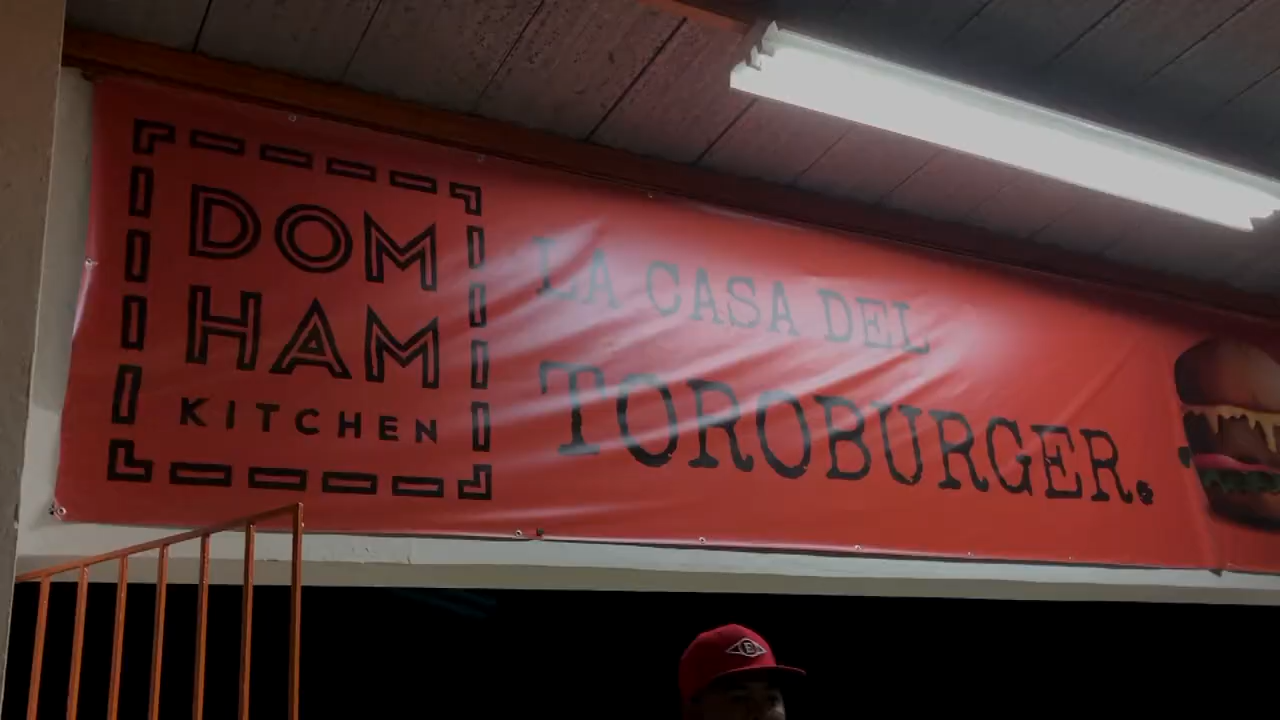 DOM
HAM
KITCHEN
LA CASA DEL
TOROBURGER.
E